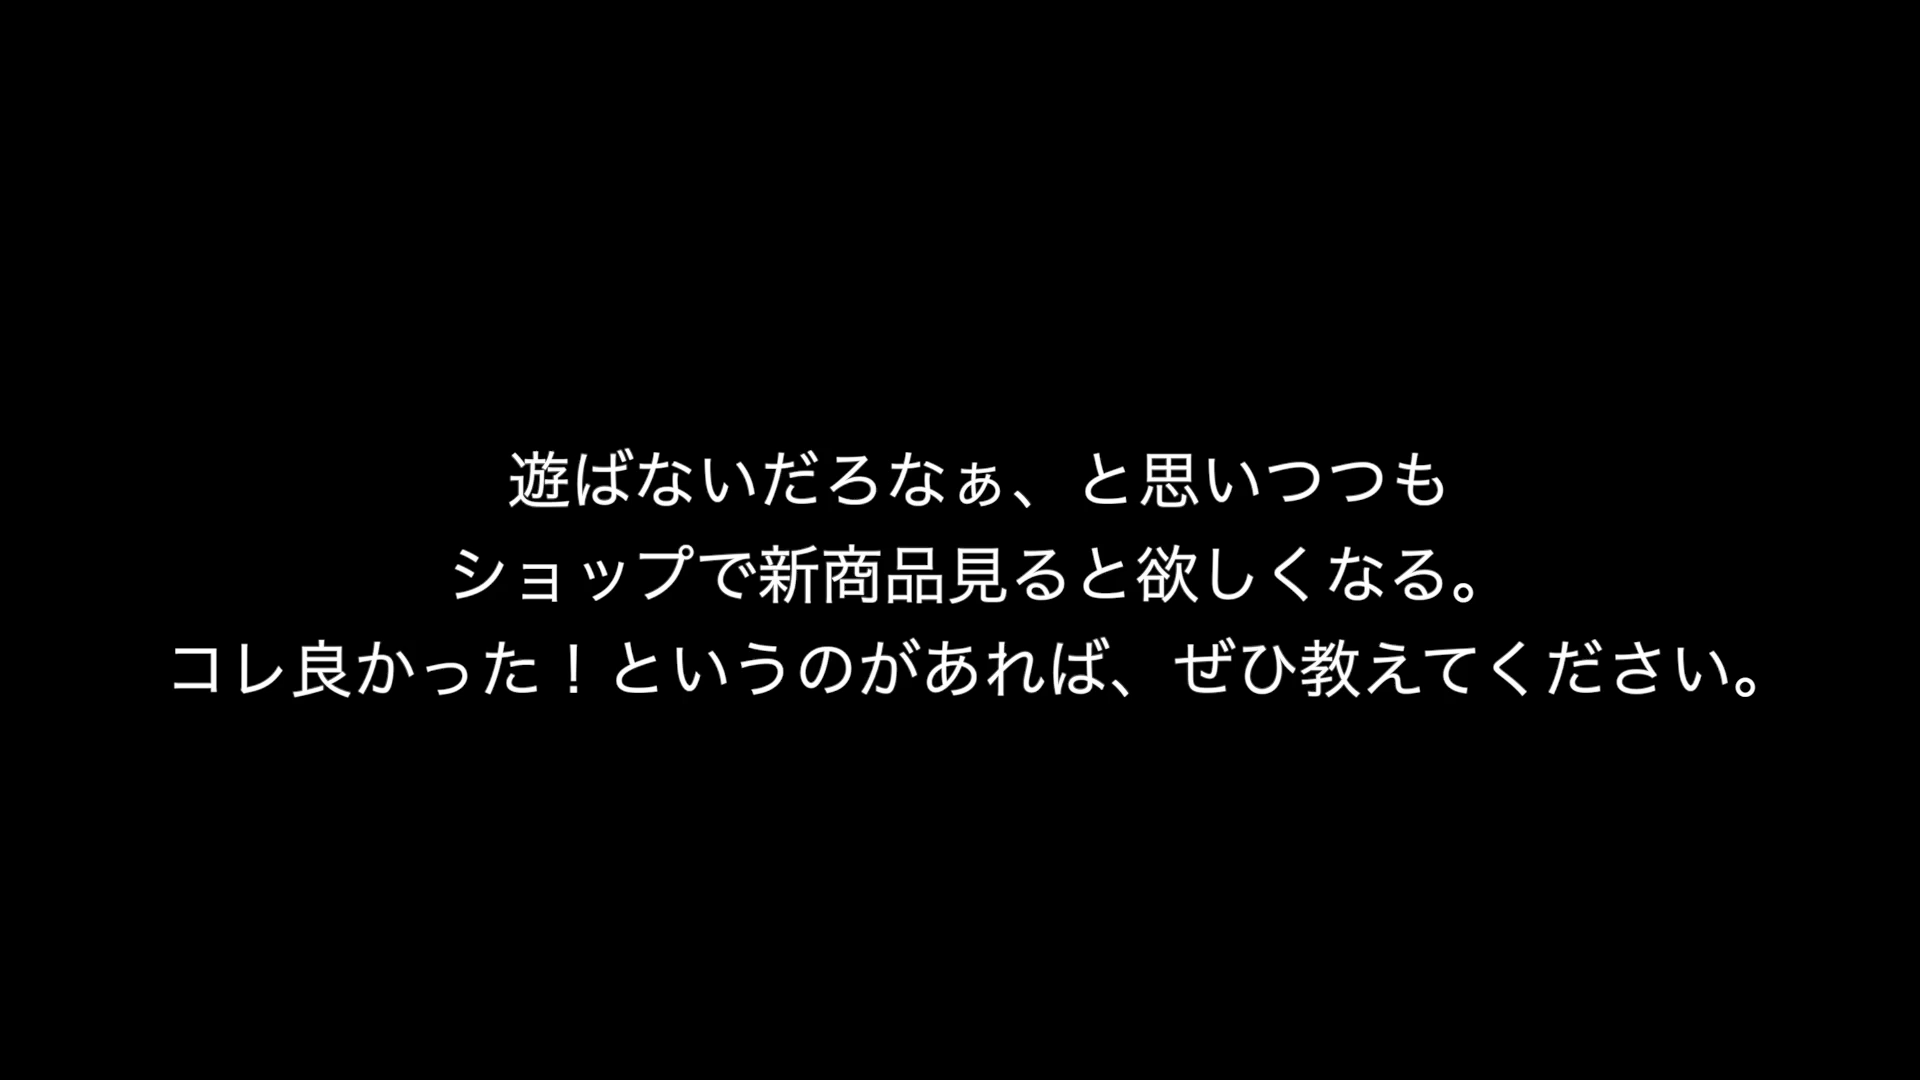 遊ばないだろなぁ、と思いつつも
ショップで新商品見ると欲しくなる。
コレ良かった！というのがあれば、ぜひ教えてください。